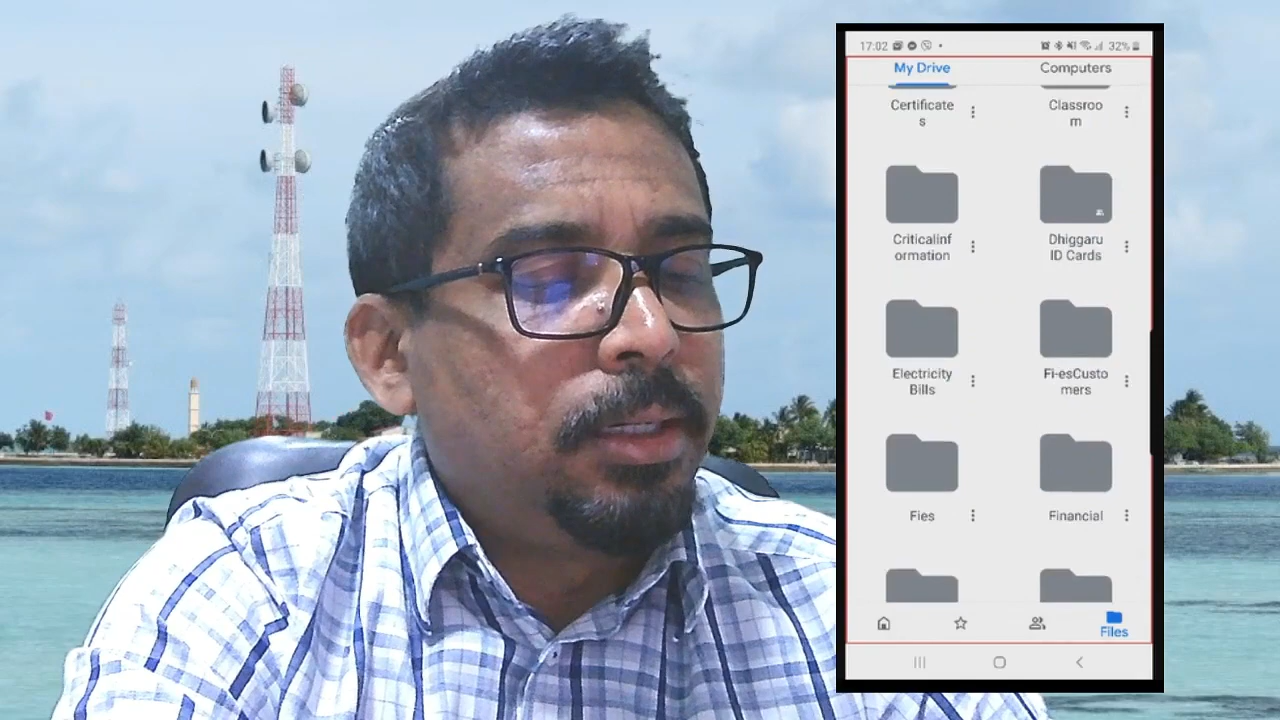 17:02
32%
My Drive
Computers
Certificate
s
Classroo
m
Criticalinf
ormation
Dhiggaru
ID Cards
Electricity
Bills
Fi-esCusto
mers
Fies
Financial
Files